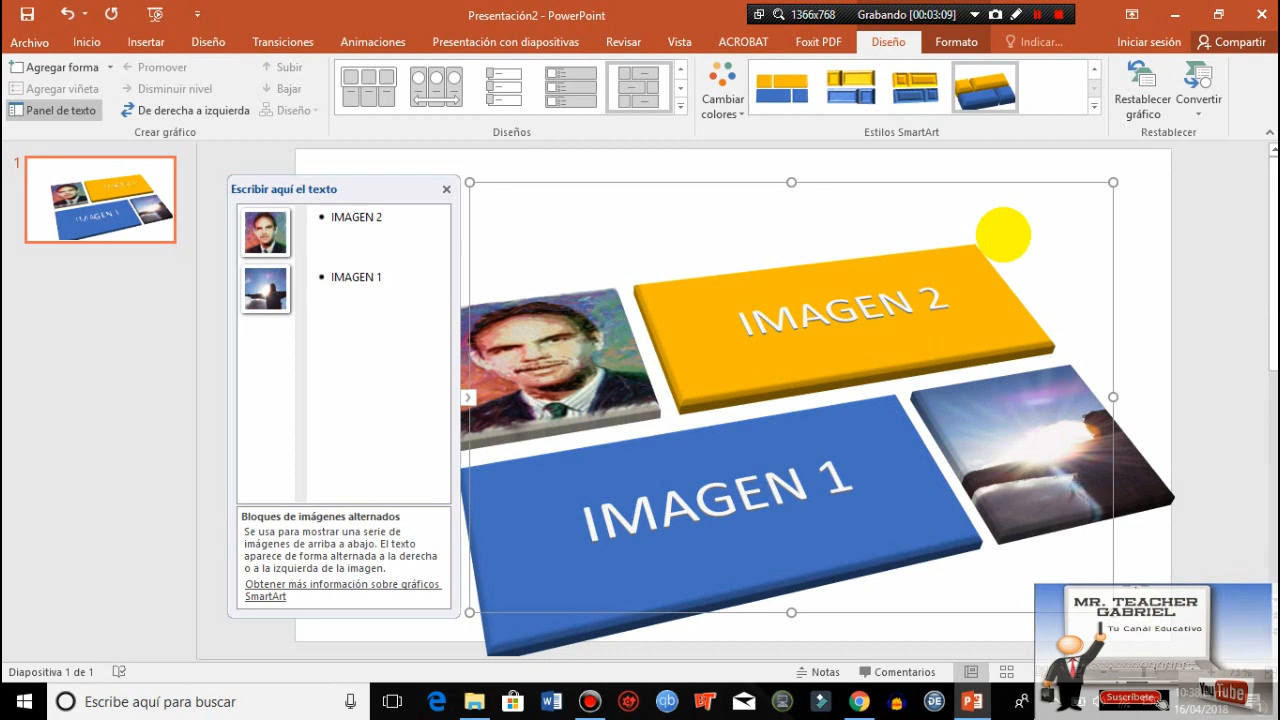 Presentación2 - PowerPoint
1366x768
Grabando [00:03:09]
Archivo
Inicio
Insertar
Diseño
Transiciones
Animaciones
Presentación con diapositivas
Revisar
Vista
ACROBAT
Foxit PDF
Diseño
Formato
Indicar...
Iniciar sesión
Compartir
Agregar forma
Promover
Subir
Agregar viñeta
Disminuir nivel
Bajar
Panel de texto
De derecha a izquierda
Diseño
Crear gráfico
Diseños
Cambiar
colores
Estilos SmartArt
Restablecer
gráfico
Convertir
Restablecer
1
Escribir aquí el texto
• IMAGEN 2
• IMAGEN 1
Bloques de imágenes alternados
Se usa para mostrar una serie de
imágenes de arriba a abajo. El texto
aparece de forma alternada a la derecha
o a la izquierda de la imagen.
Obtener más información sobre gráficos
SmartArt
IMAGEN 2
IMAGEN 1
MR. TEACHER
GABRIEL
Tu Canal Educativo
Suscríbete
You Tube
Diapositiva 1 de 1
Notas
Comentarios
Escribe aquí para buscar
16/04/2018